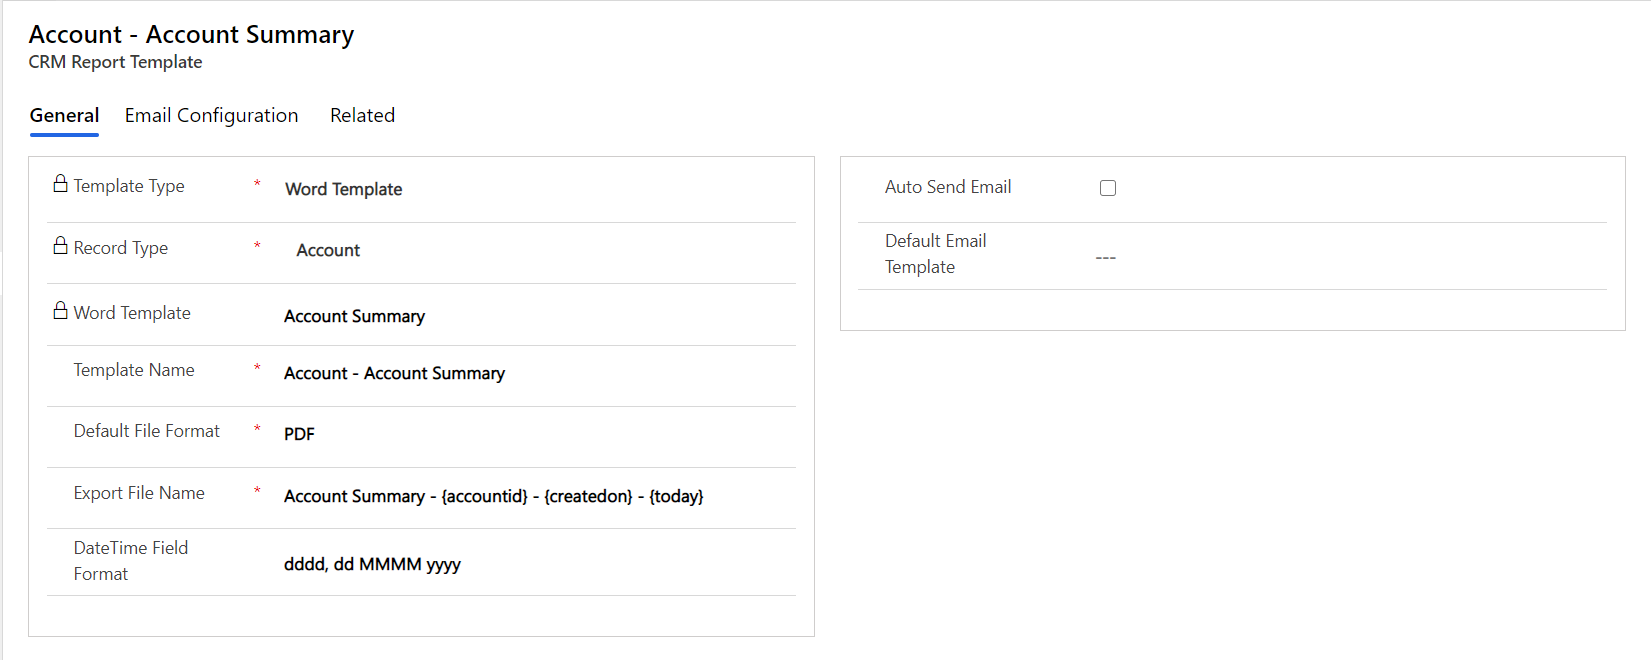 Account - Account Summary
CRM Report Template
General Email Configuration Related
Template Type * Word Template
Record Type * Account
Word Template Account Summary
Template Name * Account - Account Summary
Default File Format * PDF
Export File Name * Account Summary - {accountid} - {createdon} - {today}
DateTime Field
Format
dddd, dd MMMM yyyy
Auto Send Email
Default Email
Template
---